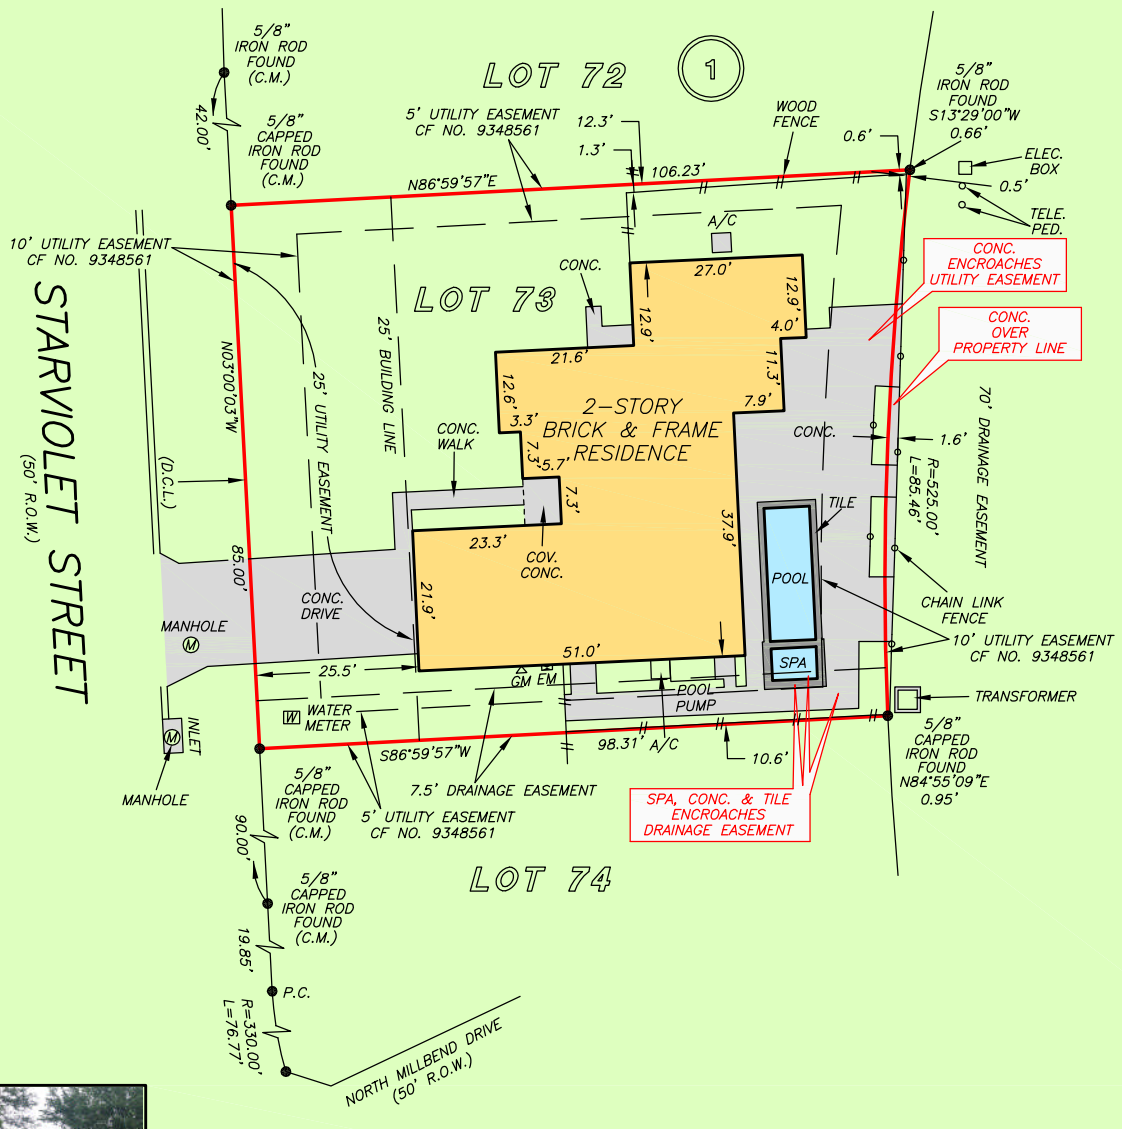 5/8"
IRON ROD
FOUND
(C.M.)
LOT 72
1
5/8"
IRON ROD
FOUND
S13°29'00"W
0.66'
42.00'
5/8"
CAPPED
IRON ROD
FOUND
(C.M.)
5' UTILITY EASEMENT
CF NO. 9348561
12.3'
1.3'
WOOD
FENCE
0.6'
ELEC.
BOX
0.5'
TELE.
PED.
N86°59'57"E
106.23'
10' UTILITY EASEMENT
CF NO. 9348561
A/C
CONC.
ENCROACHES
UTILITY EASEMENT
CONC.
27.0'
12.9'
12.9'
4.0'
LOT 73
STARVIOLET STREET
(50' R.O.W.)
25' BUILDING LINE
CONC.
OVER
PROPERTY LINE
21.6'
11.3'
N03°00'03"W
25' UTILITY EASEMENT
12.6'
7.9'
2-STORY
BRICK & FRAME
RESIDENCE
3.3'
7.3'
5.7'
7.3'
CONC.
WALK
CONC.
1.6'
70' DRAINAGE EASEMENT
R=525.00'
L=85.46'
(D.C.L.)
TILE
37.9'
23.3'
COV.
CONC.
85.00'
POOL
21.9'
CONC.
DRIVE
CHAIN LINK
FENCE
MANHOLE
M
10' UTILITY EASEMENT
CF NO. 9348561
51.0'
SPA
25.5'
GM
EM
POOL
PUMP
TRANSFORMER
W
WATER
METER
INLET
M
S86°59'57"W
98.31'
A/C
10.6'
5/8"
CAPPED
IRON ROD
FOUND
N84°55'09"E
0.95'
MANHOLE
5/8"
CAPPED
IRON ROD
FOUND
(C.M.)
7.5' DRAINAGE EASEMENT
5' UTILITY EASEMENT
CF NO. 9348561
SPA, CONC. & TILE
ENCROACHES
DRAINAGE EASEMENT
90.00'
LOT 74
5/8"
CAPPED
IRON ROD
FOUND
(C.M.)
19.85'
P.C.
R=330.00'
L=76.77'
NORTH MILLBEND DRIVE
(50' R.O.W.)